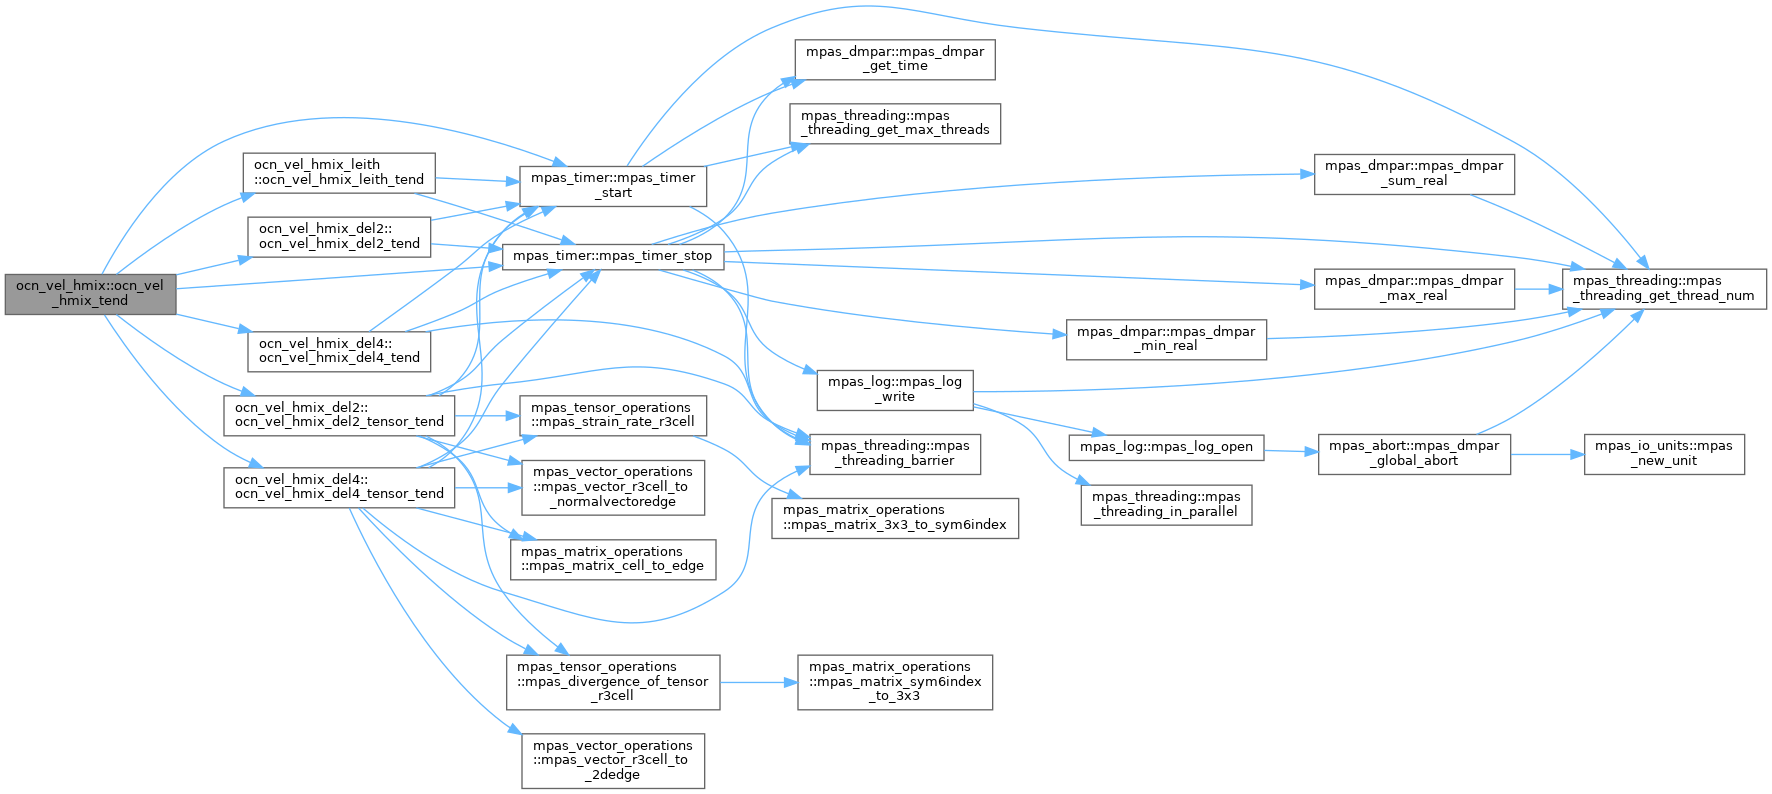 ocn_vel_hmix::ocn_vel
_hmix_tend
ocn_vel_hmix_leith
::ocn_vel_hmix_leith_tend
ocn_vel_hmix_del2::
ocn_vel_hmix_del2_tend
ocn_vel_hmix_del4::
ocn_vel_hmix_del4_tend
ocn_vel_hmix_del2::
ocn_vel_hmix_del2_tensor_tend
ocn_vel_hmix_del4::
ocn_vel_hmix_del4_tensor_tend
mpas_timer::mpas_timer
_start
mpas_timer::mpas_timer_stop
mpas_tensor_operations
::mpas_strain_rate_r3cell
mpas_vector_operations
::mpas_vector_r3cell_to
_normalvectoredge
mpas_matrix_operations
::mpas_matrix_cell_to_edge
mpas_tensor_operations
::mpas_divergence_of_tensor
_r3cell
mpas_vector_operations
::mpas_vector_r3cell_to
_2dedge
mpas_dmpar::mpas_dmpar
_get_time
mpas_threading::mpas
_threading_get_max_threads
mpas_log::mpas_log
_write
mpas_threading::mpas
_threading_barrier
mpas_matrix_operations
::mpas_matrix_3x3_to_sym6index
mpas_matrix_operations
::mpas_matrix_sym6index
_to_3x3
mpas_dmpar::mpas_dmpar
_min_real
mpas_log::mpas_log_open
mpas_threading::mpas
_threading_in_parallel
mpas_dmpar::mpas_dmpar
_sum_real
mpas_dmpar::mpas_dmpar
_max_real
mpas_abort::mpas_dmpar
_global_abort
mpas_threading::mpas
_threading_get_thread_num
mpas_io_units::mpas
_new_unit